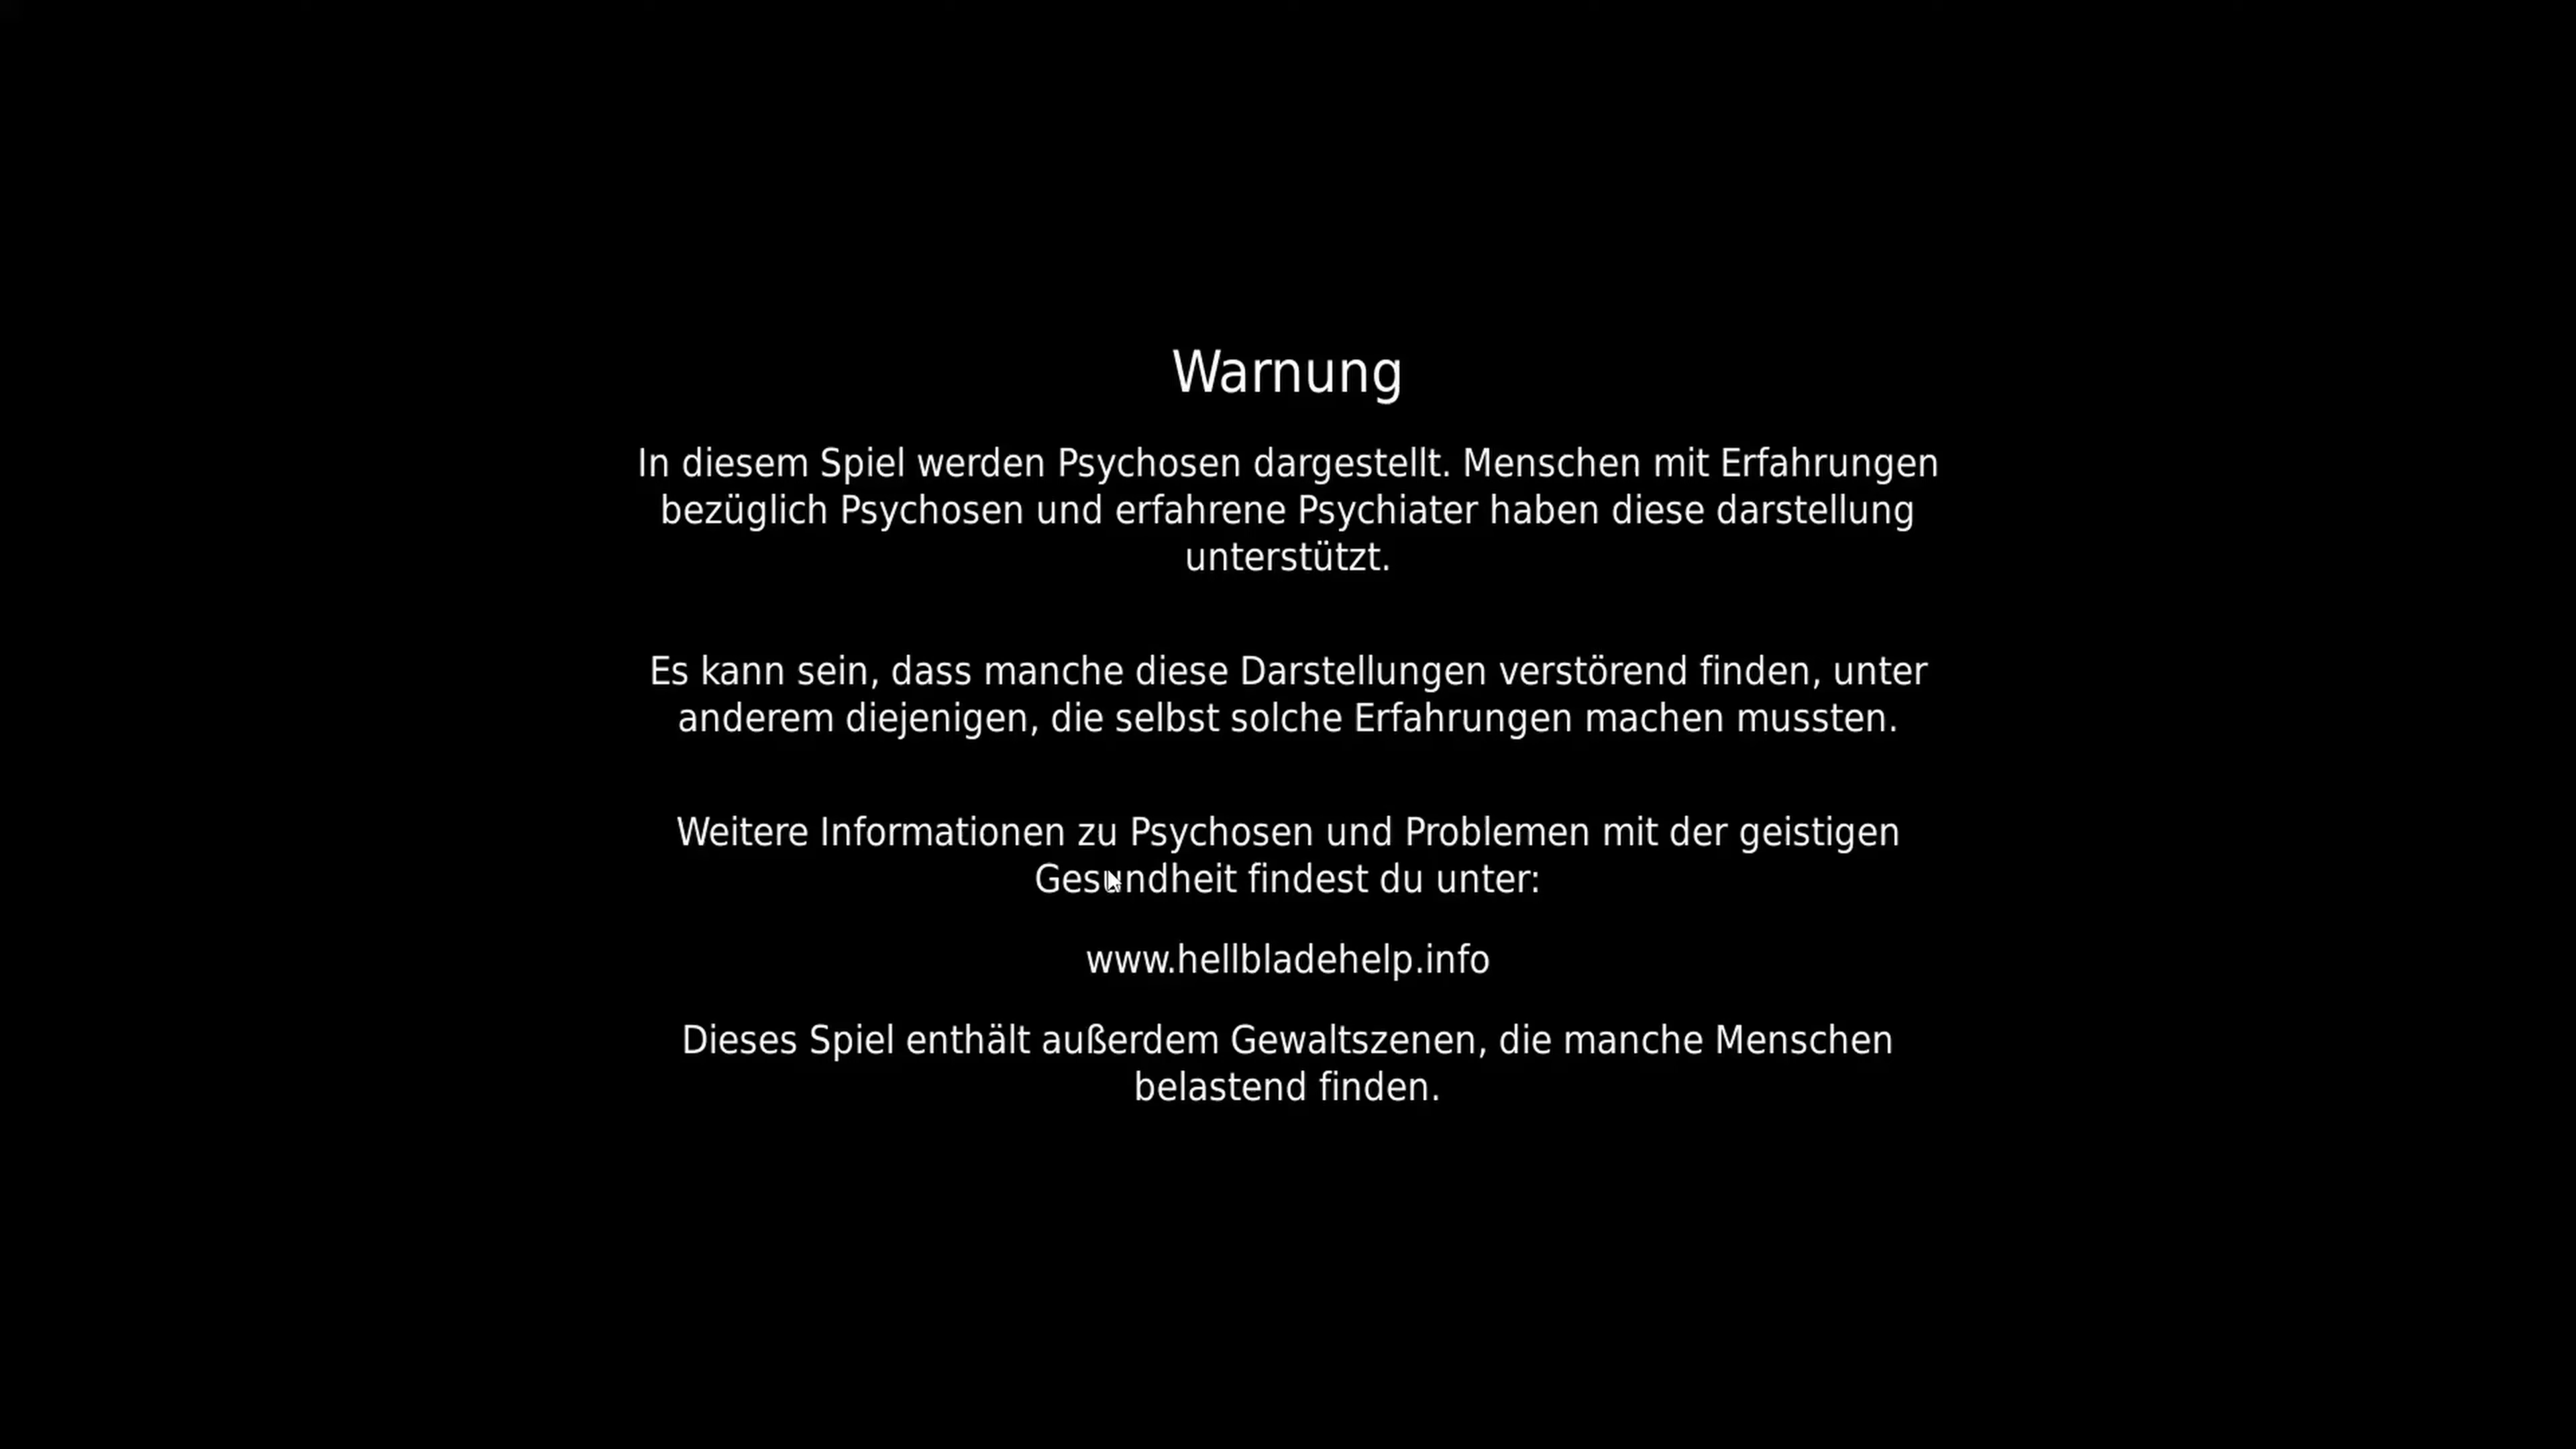 Warnung
In diesem Spiel werden Psychosen dargestellt. Menschen mit Erfahrungen
bezüglich Psychosen und erfahrene Psychiater haben diese darstellung
unterstützt.
Es kann sein, dass manche diese Darstellungen verstörend finden, unter
anderem diejenigen, die selbst solche Erfahrungen machen mussten.
Weitere Informationen zu Psychosen und Problemen mit der geistigen
Gesundheit findest du unter:
www.hellbladehelp.info
Dieses Spiel enthält außerdem Gewaltszenen, die manche Menschen
belastend finden.